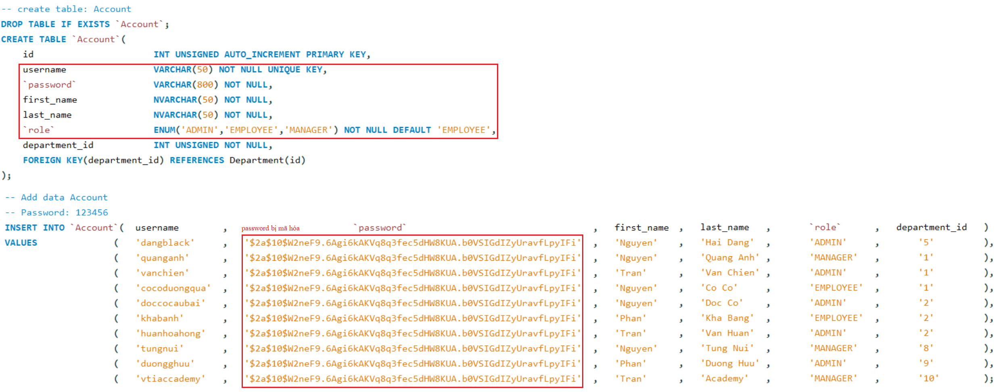 -- create table: Account
DROP TABLE IF EXISTS `Account`;
CREATE TABLE `Account`(
id INT UNSIGNED AUTO_INCREMENT PRIMARY KEY,
username VARCHAR(50) NOT NULL UNIQUE KEY,
`password` VARCHAR(800) NOT NULL,
first_name NVARCHAR(50) NOT NULL,
last_name NVARCHAR(50) NOT NULL,
`role` ENUM('ADMIN','EMPLOYEE','MANAGER') NOT NULL DEFAULT 'EMPLOYEE',
department_id INT UNSIGNED NOT NULL,
FOREIGN KEY(department_id) REFERENCES Department(id)
);
-- Add data Account
-- Password: 123456
INSERT INTO `Account`( username , password bị mã hóa `password` , first_name , last_name , `role` , department_id )
VALUES ( 'dangblack' , '$2a$10$W2neF9.6Agi6kAKVq8q3fec5dHW8KUA.b0VSIGdIZyUravfLpyIFi' , 'Nguyen' , 'Hai Dang' , 'ADMIN' , '5' ),
( 'quanganh' , '$2a$10$W2neF9.6Agi6kAKVq8q3fec5dHW8KUA.b0VSIGdIZyUravfLpyIFi' , 'Nguyen' , 'Quang Anh' , 'MANAGER' , '1' ),
( 'vanchien' , '$2a$10$W2neF9.6Agi6kAKVq8q3fec5dHW8KUA.b0VSIGdIZyUravfLpyIFi' , 'Tran' , 'Van Chien' , 'ADMIN' , '1' ),
( 'cocoduongqua' , '$2a$10$W2neF9.6Agi6kAKVq8q3fec5dHW8KUA.b0VSIGdIZyUravfLpyIFi' , 'Nguyen' , 'Co Co' , 'EMPLOYEE' , '1' ),
( 'doccocaubai' , '$2a$10$W2neF9.6Agi6kAKVq8q3fec5dHW8KUA.b0VSIGdIZyUravfLpyIFi' , 'Nguyen' , 'Doc Co' , 'ADMIN' , '2' ),
( 'khabanh' , '$2a$10$W2neF9.6Agi6kAKVq8q3fec5dHW8KUA.b0VSIGdIZyUravfLpyIFi' , 'Phan' , 'Kha Bang' , 'EMPLOYEE' , '2' ),
( 'huanhoahong' , '$2a$10$W2neF9.6Agi6kAKVq8q3fec5dHW8KUA.b0VSIGdIZyUravfLpyIFi' , 'Tran' , 'Van Huan' , 'ADMIN' , '2' ),
( 'tungnui' , '$2a$10$W2neF9.6Agi6kAKVq8q3fec5dHW8KUA.b0VSIGdIZyUravfLpyIFi' , 'Nguyen' , 'Tung Nui' , 'MANAGER' , '8' ),
( 'duongghuu' , '$2a$10$W2neF9.6Agi6kAKVq8q3fec5dHW8KUA.b0VSIGdIZyUravfLpyIFi' , 'Phan' , 'Duong Huu' , 'ADMIN' , '9' ),
( 'vtiaccademy' , '$2a$10$W2neF9.6Agi6kAKVq8q3fec5dHW8KUA.b0VSIGdIZyUravfLpyIFi' , 'Tran' , 'Academy' , 'MANAGER' , '10' );